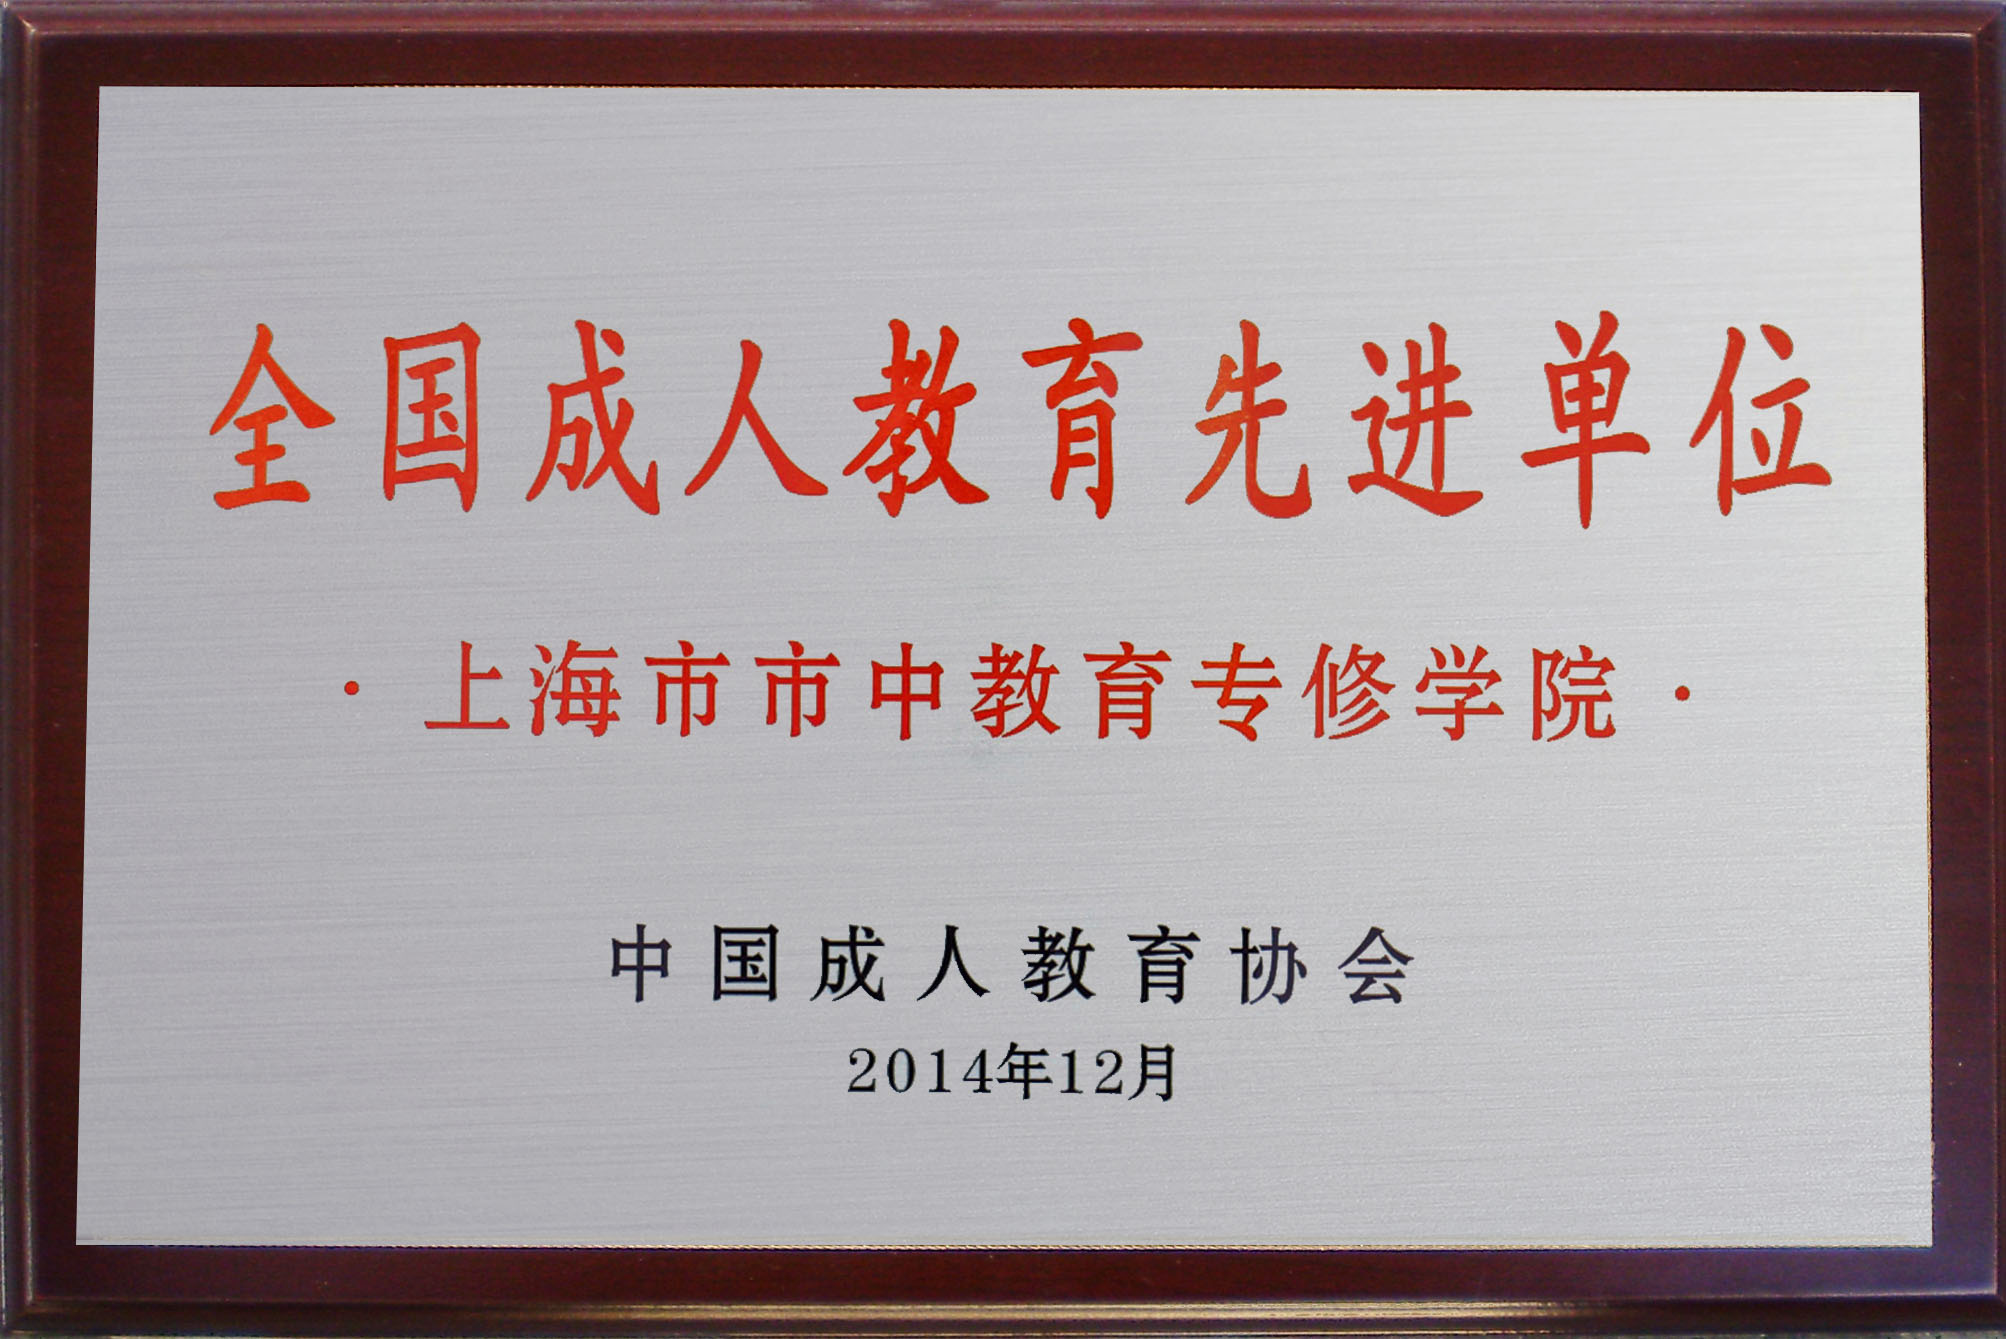 全国成人教育先进单位
·上海市市中教育专修学院·
中国成人教育协会
2014年12月